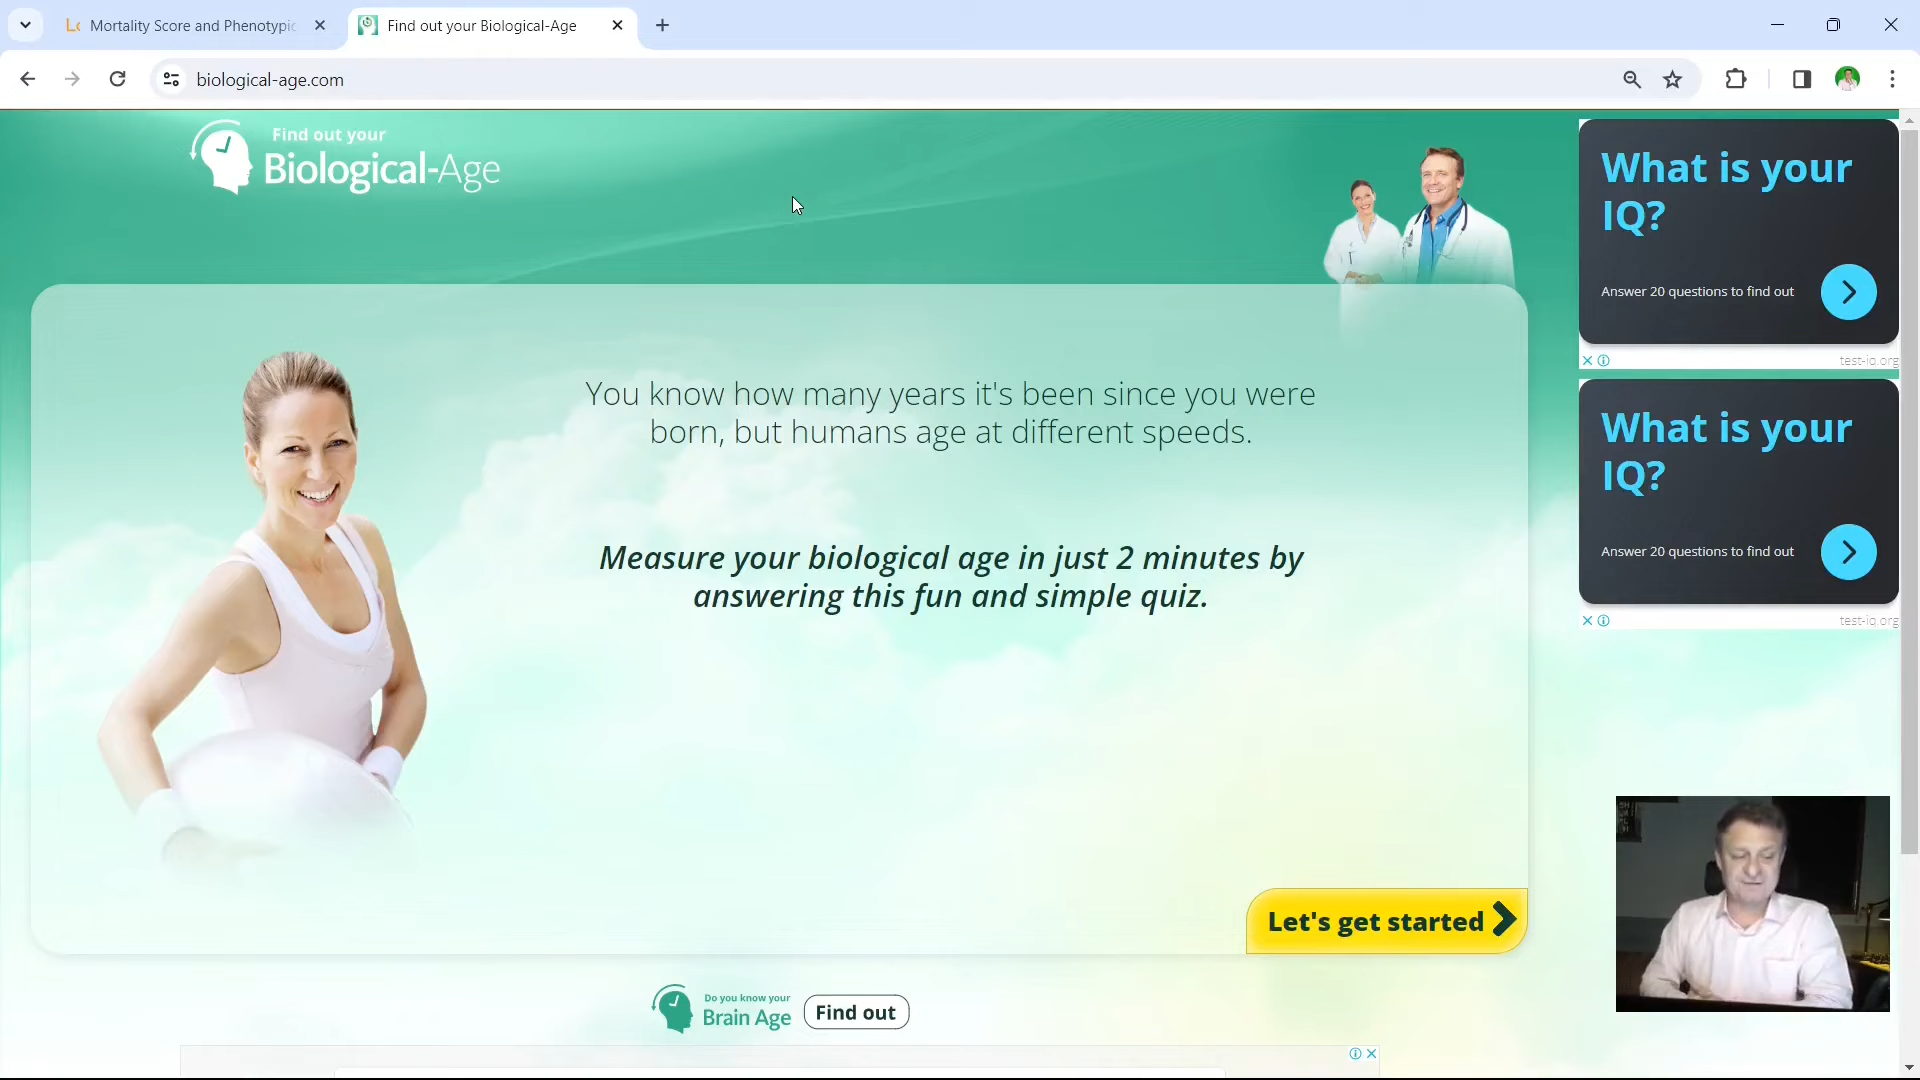 Mortality Score and Phenotypic
Find out your Biological-Age
biological-age.com
Find out your
Biological-Age
What is your
IQ?
Answer 20 questions to find out
test-iq.org
What is your
IQ?
Answer 20 questions to find out
test-iq.org
You know how many years it's been since you were
born, but humans age at different speeds.
Measure your biological age in just 2 minutes by
answering this fun and simple quiz.
Let's get started
Do you know your
Brain Age
Find out